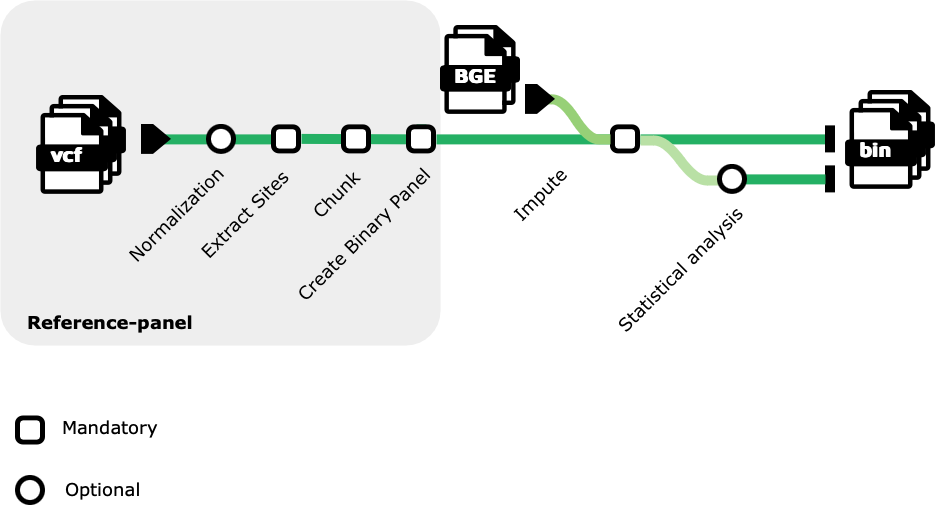 BGE
vcf
bin
Normalization
Extract Sites
Chunk
Create Binary Panel
Impute
Statistical analysis
Reference-panel
Mandatory
Optional